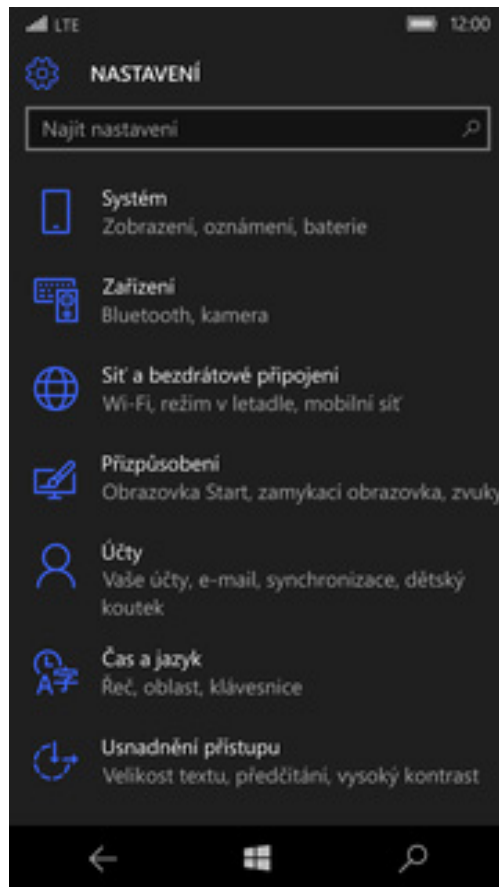 LTE 12:00
NASTAVENÍ
Najít nastavení
Systém
Zobrazení, oznámení, baterie
Zařízení
Bluetooth, kamera
Síť a bezdrátové připojení
Wi-Fi, režim v letadle, mobilní síť
Přizpůsobení
Obrazovka Start, zamykací obrazovka, zvuky
Účty
Vaše účty, e-mail, synchronizace, dětský
koutek
Čas a jazyk
Řeč, oblast, klávesnice
Usnadnění přístupu
Velikost textu, předčítání, vysoký kontrast